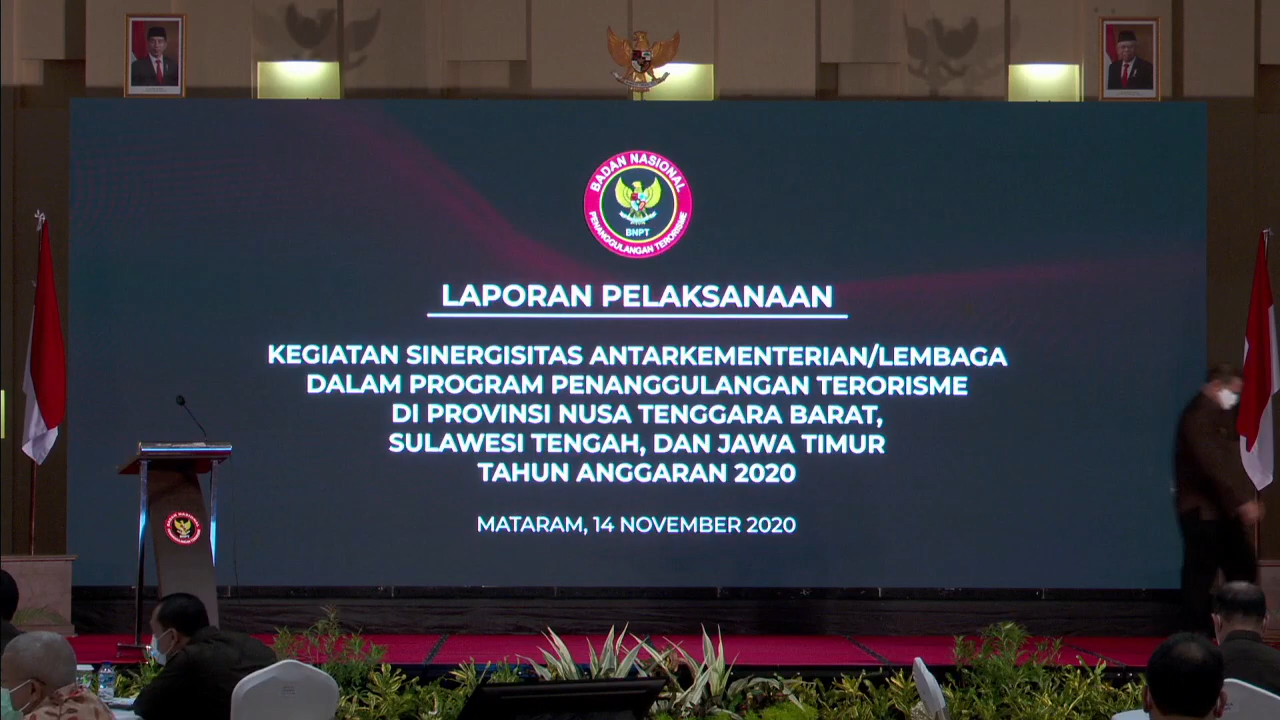 BADAN NASIONAL
BNPT
PENANGGULANGAN TERORISME
LAPORAN PELAKSANAAN
KEGIATAN SINERGISITAS ANTARKEMENTERIAN/LEMBAGA
DALAM PROGRAM PENANGGULANGAN TERORISME
DI PROVINSI NUSA TENGGARA BARAT,
SULAWESI TENGAH, DAN JAWA TIMUR
TAHUN ANGGARAN 2020
MATARAM, 14 NOVEMBER 2020